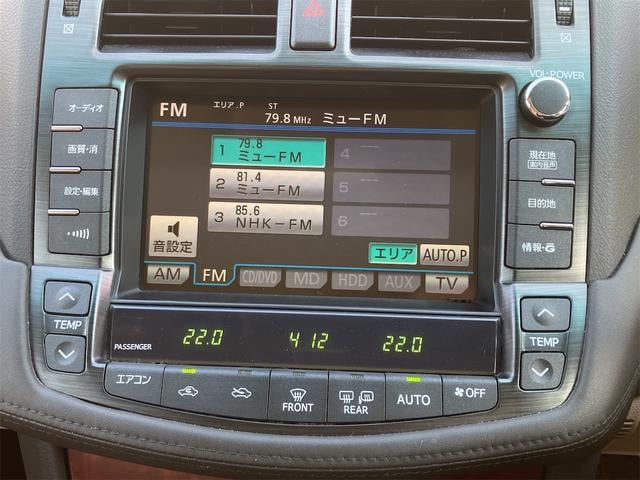 VOL·POWER
オーディオ
画質・消
設定・編集
FM
エリア.P
ST
79.8 MHz ミューFM
1 79.8 ミューFM
2 81.4 ミューFM
3 85.6 NHK-FM
4 ---
5 ---
6 ---
音設定
エリア
AUTO.P
AM
FM
CD/DVD
MD
HDD
AUX
TV
現在地
案内音声
目的地
情報·G
TEMP
TEMP
PASSENGER
22.0
4 12
22.0
エアコン
FRONT
REAR
AUTO
OFF